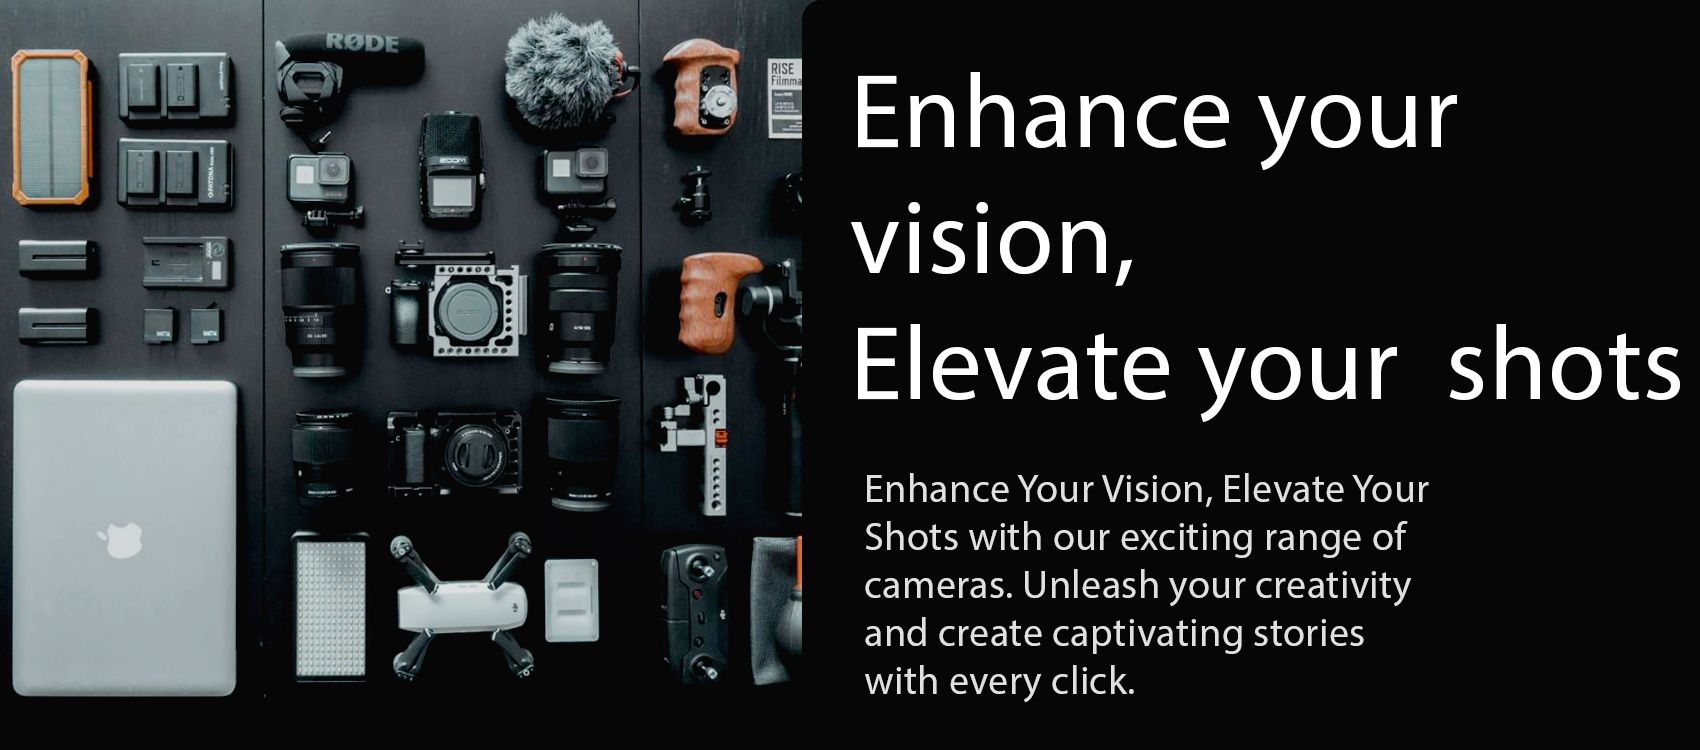 RØDE
RISE
Filmma
ZOOM
PATONA
Enhance your
vision,
Elevate your  shots
Enhance Your Vision, Elevate Your
Shots with our exciting range of
cameras. Unleash your creativity
and create captivating stories
with every click.